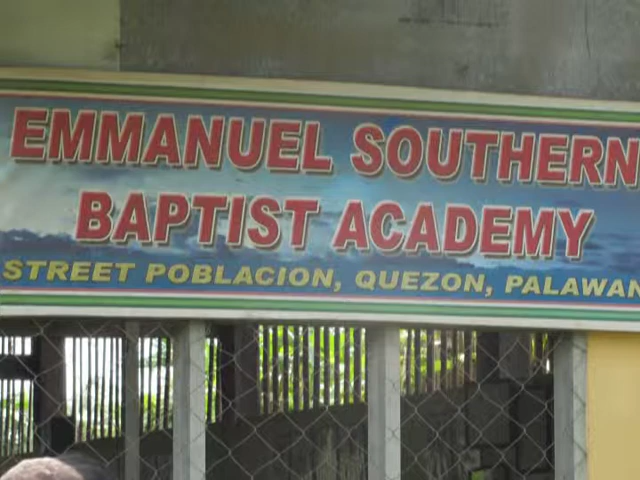 EMMANUEL SOUTHERN
BAPTIST ACADEMY
STREET POBLACION, QUEZON, PALAWAN